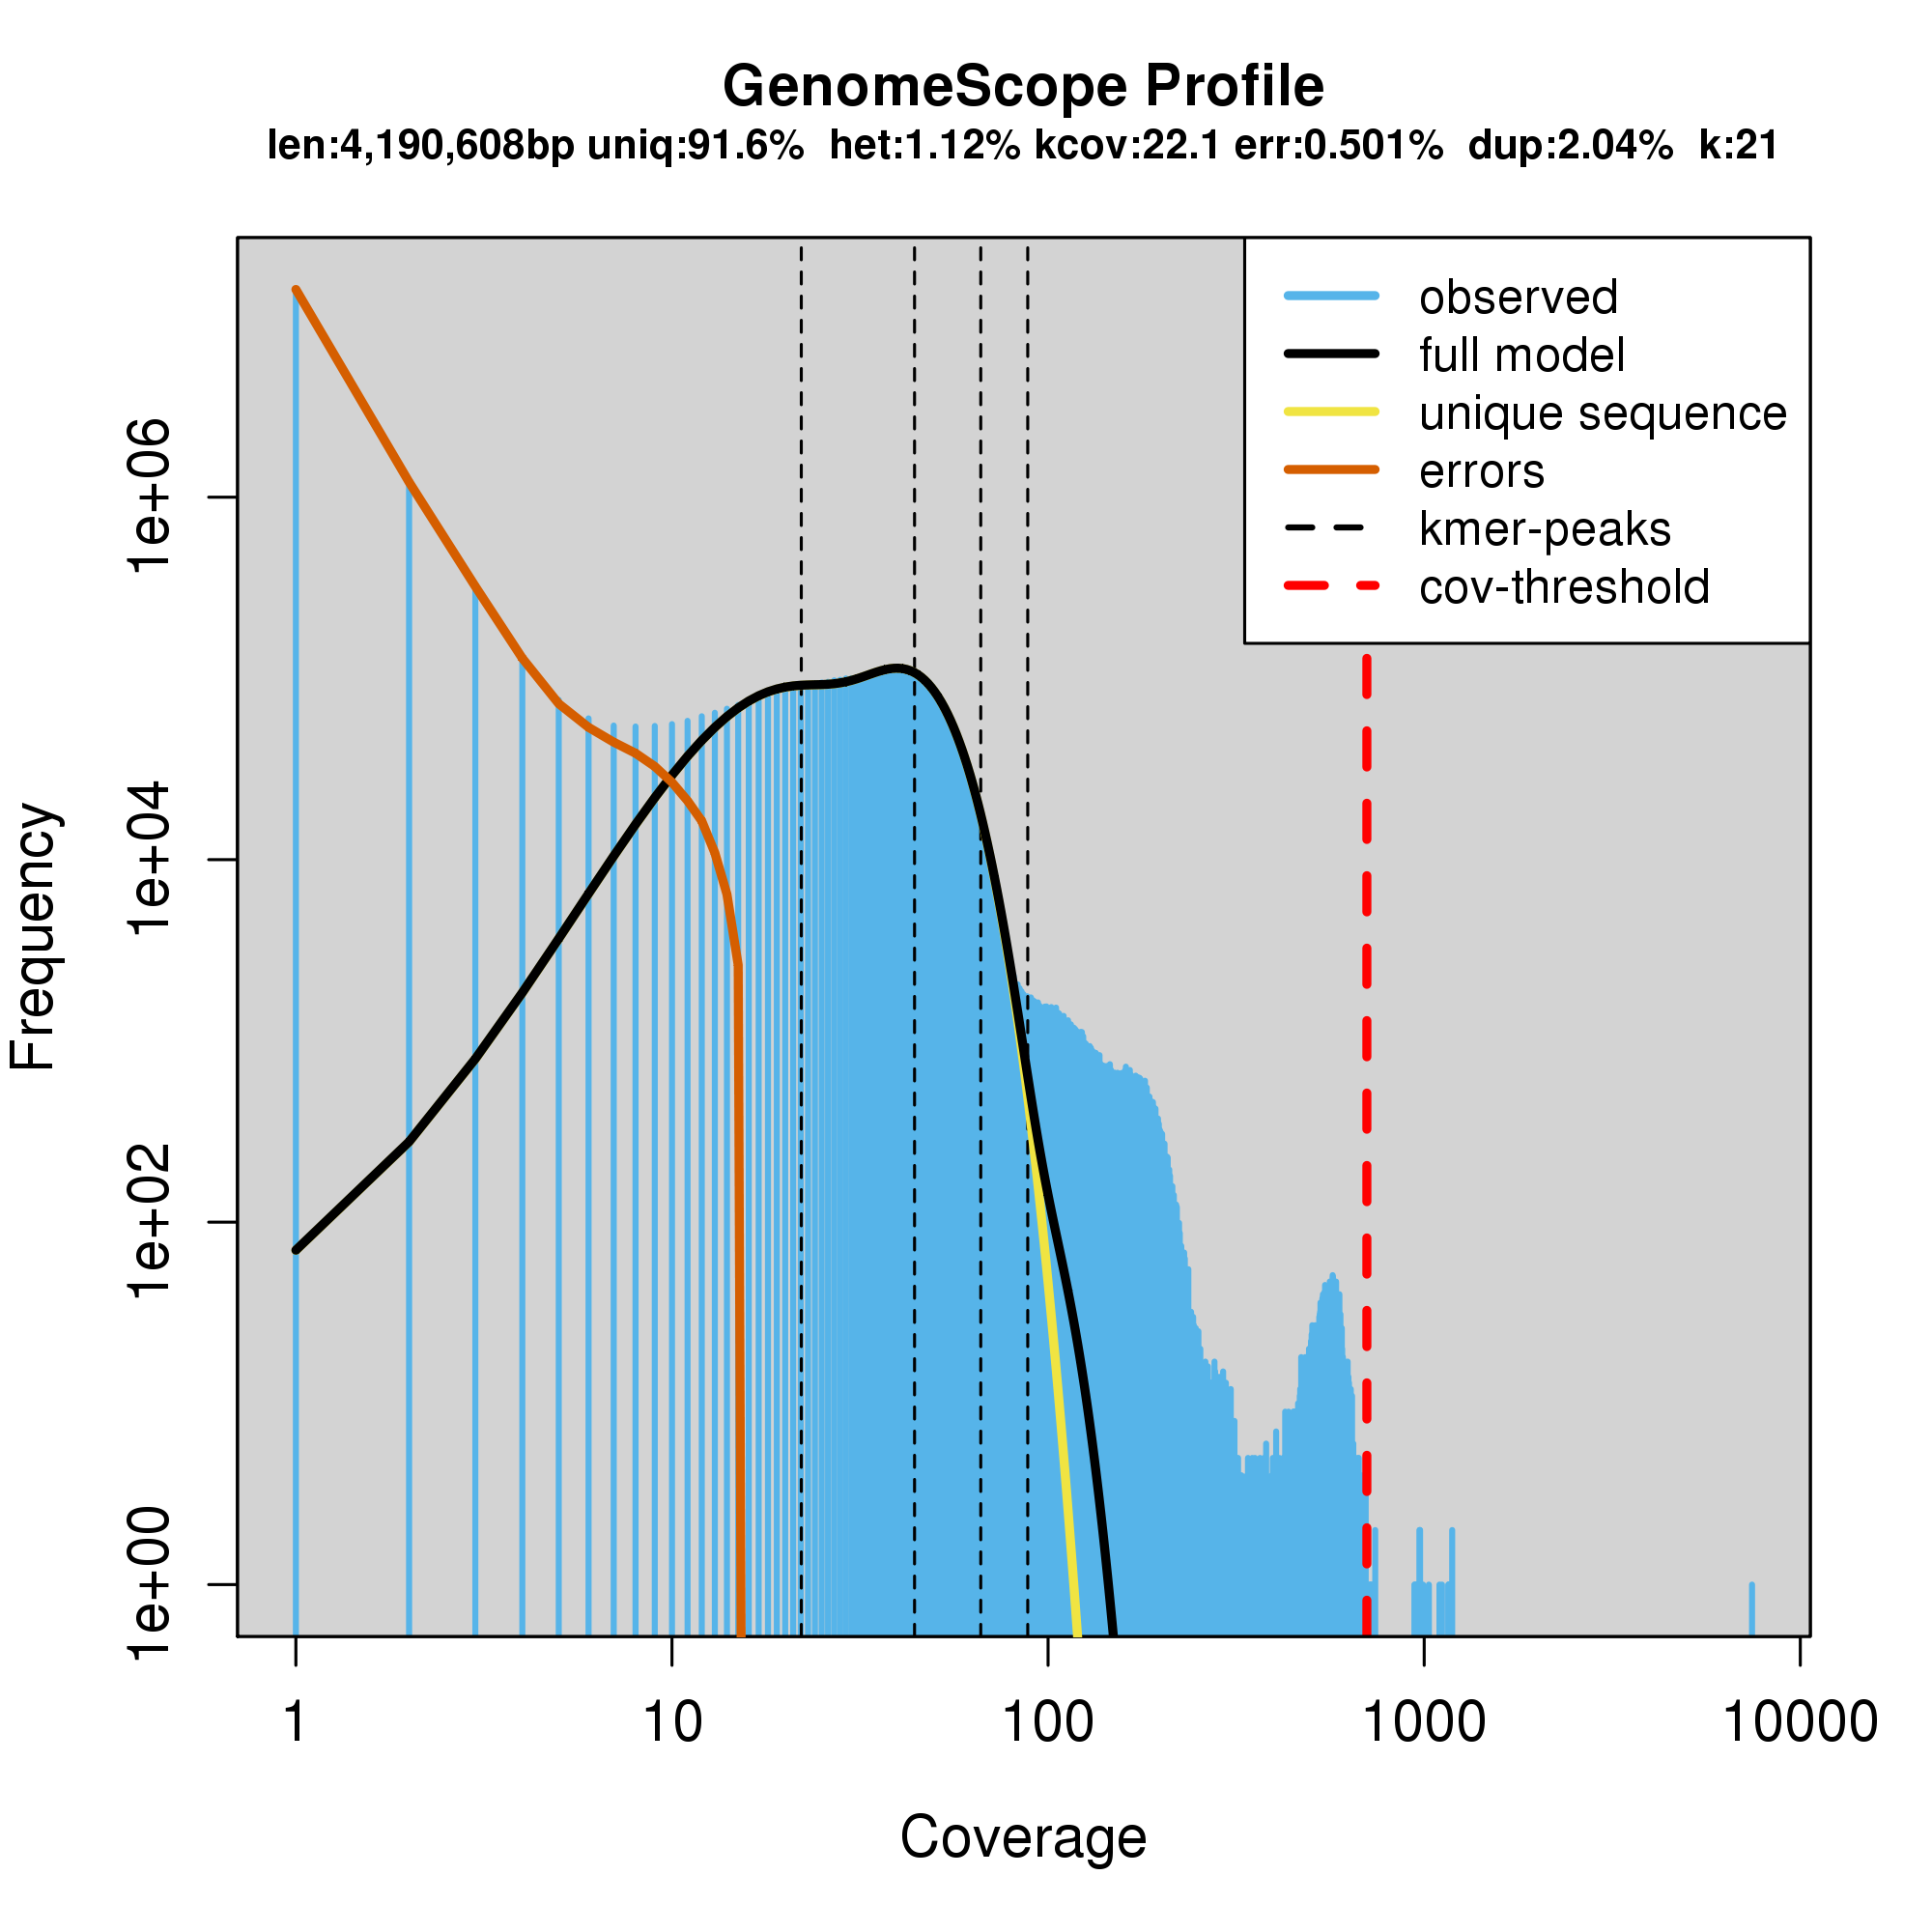 GenomeScope Profile
len:4,190,608bp uniq:91.6% het:1.12% kcov:22.1 err:0.501% dup:2.04% k:21
observed
full model
unique sequence
errors
kmer-peaks
cov-threshold
Frequency
1e+06
1e+04
1e+02
1e+00
1 10 100 1000 10000
Coverage